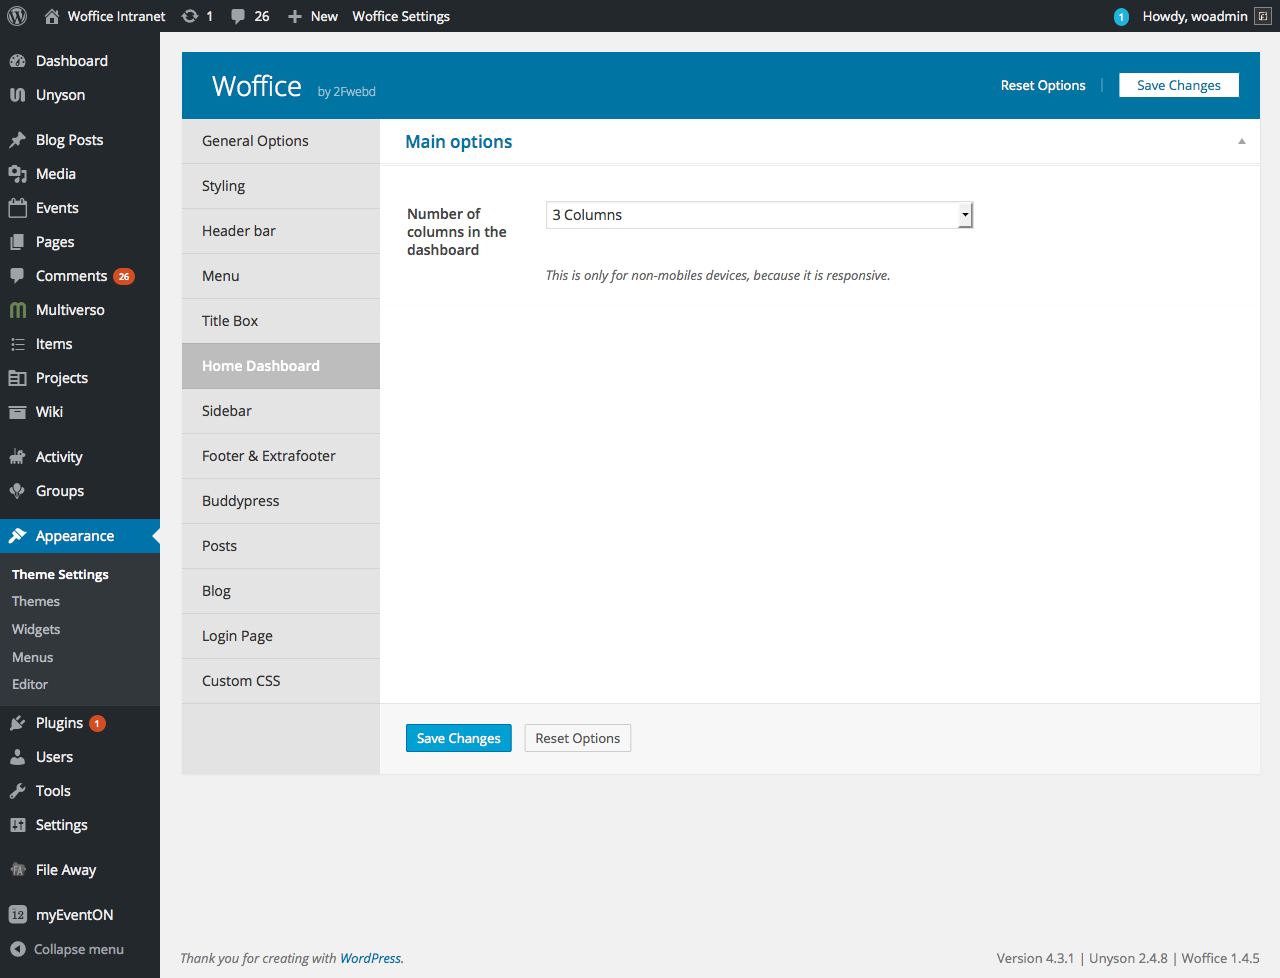 Woffice Intranet 1 26 New Woffice Settings 1 Howdy, woadmin
Dashboard
Unyson
Blog Posts
Media
Events
Pages
Comments 26
Multiverso
Items
Projects
Wiki
Activity
Groups
Appearance
Theme Settings
Themes
Widgets
Menus
Editor
Plugins 1
Users
Tools
Settings
FA File Away
12 myEventON
Collapse menu
Woffice by 2Fwebd
Reset Options | Save Changes
General Options
Styling
Header bar
Menu
Title Box
Home Dashboard
Sidebar
Footer & Extrafooter
Buddypress
Posts
Blog
Login Page
Custom CSS
Main options
Number of
columns in the
dashboard
3 Columns
This is only for non-mobiles devices, because it is responsive.
Save Changes Reset Options
Thank you for creating with WordPress.
Version 4.3.1 | Unyson 2.4.8 | Woffice 1.4.5